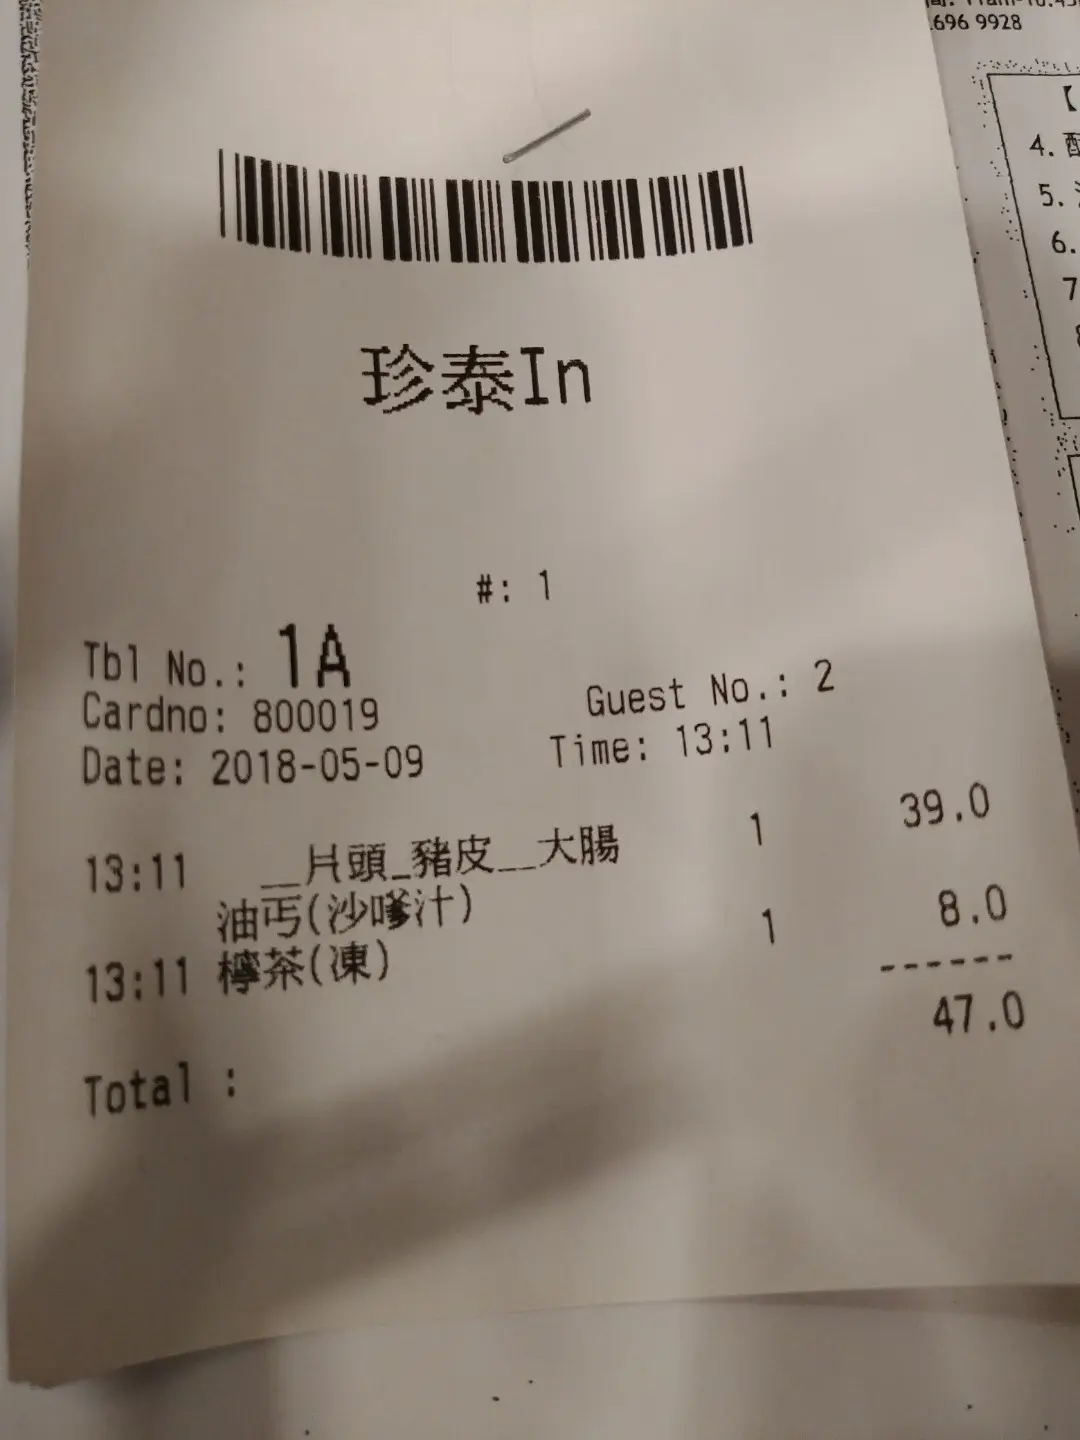 696 9928
4.
5.
6.
7
珍泰In
#: 1
Tbl No.: 1A
Cardno: 800019 Guest No.: 2
Date: 2018-05-09 Time: 13:11
13:11 __片頭_豬皮__大腸 1 39.0
油丐(沙嗲汁)
13:11 檸茶(凍) 1 8.0
------
47.0
Total :